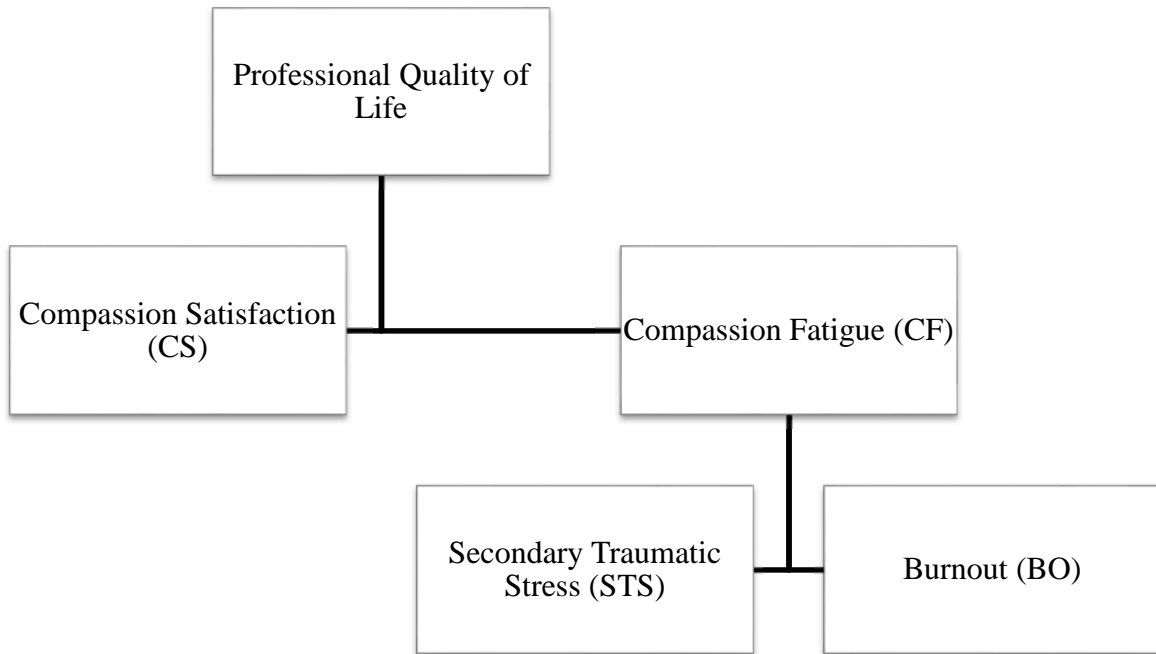 Professional Quality of
Life
Compassion Satisfaction
(CS)
Compassion Fatigue (CF)
Secondary Traumatic
Stress (STS)
Burnout (BO)